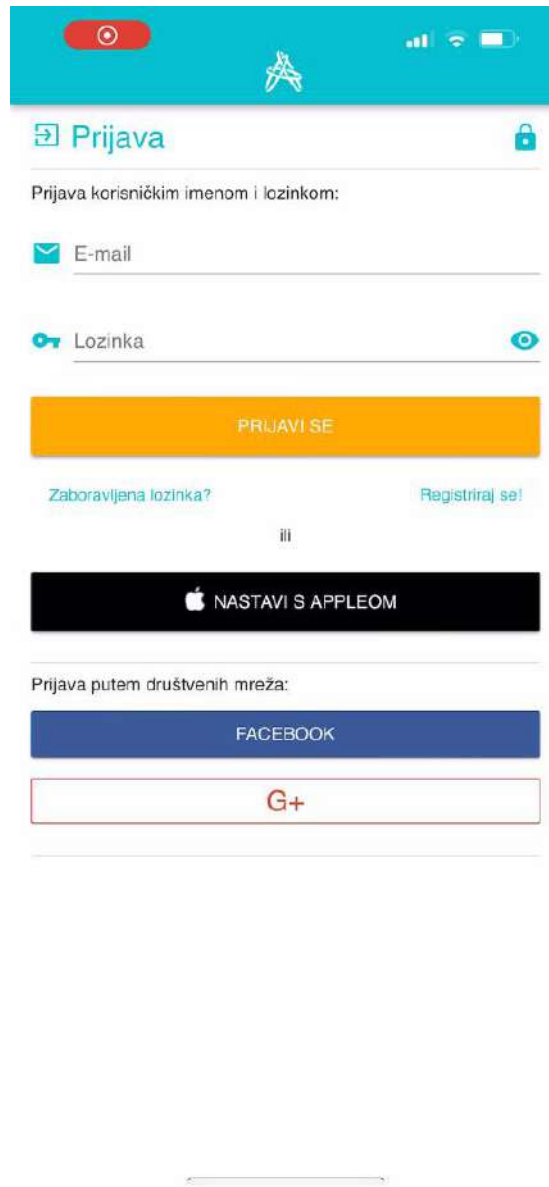 Prijava
Prijava korisničkim imenom i lozinkom:
E-mail
Lozinka
PRIJAVI SE
Zaboravljena lozinka?
Registriraj se!
ili
NASTAVI S APPLEOM
Prijava putem društvenih mreža:
FACEBOOK
G+